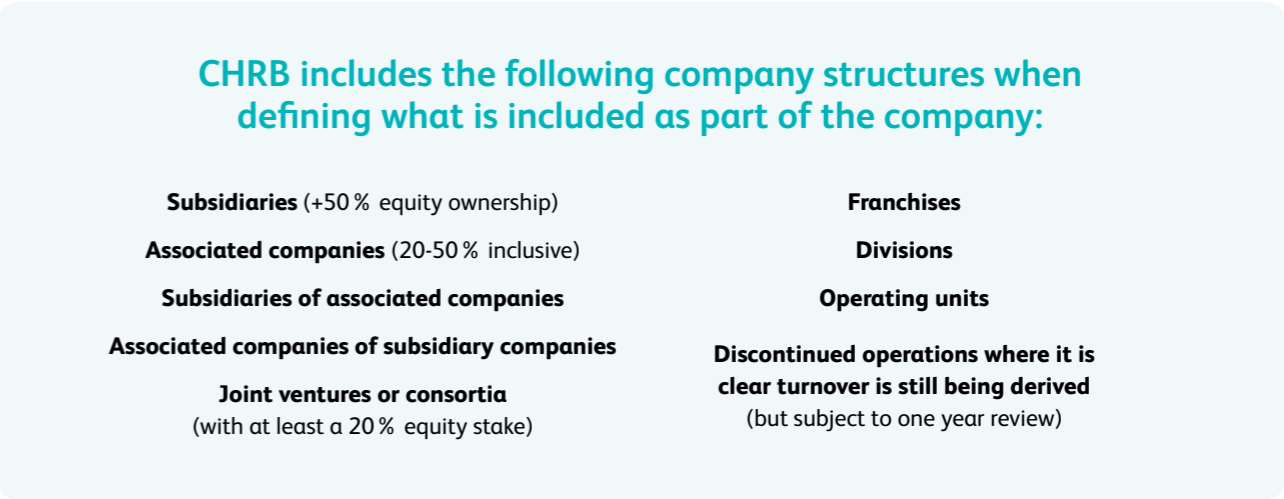 CHRB includes the following company structures when
defining what is included as part of the company:
Subsidiaries (+50 % equity ownership)
Associated companies (20-50 % inclusive)
Subsidiaries of associated companies
Associated companies of subsidiary companies
Joint ventures or consortia
(with at least a 20 % equity stake)
Franchises
Divisions
Operating units
Discontinued operations where it is
clear turnover is still being derived
(but subject to one year review)